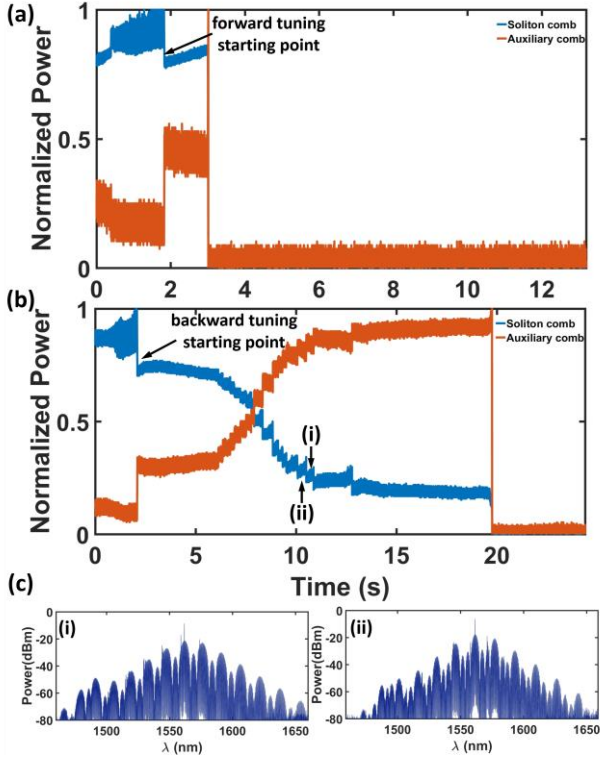 (a)
1
forward tuning
starting point
Soliton comb
Auxiliary comb
Normalized Power
0.5
0
0 2 4 6 8 10 12
(b)
1
backward tuning
starting point
Soliton comb
Auxiliary comb
Normalized Power
0.5
(i)
(ii)
0
0 5 10 15 20
Time (s)
(c)
0
(i)
-20
-40
-60
-80
Power(dBm)
1500 1550 1600 1650
λ (nm)
0
(ii)
-20
-40
-60
-80
Power(dBm)
1500 1550 1600 1650
λ (nm)